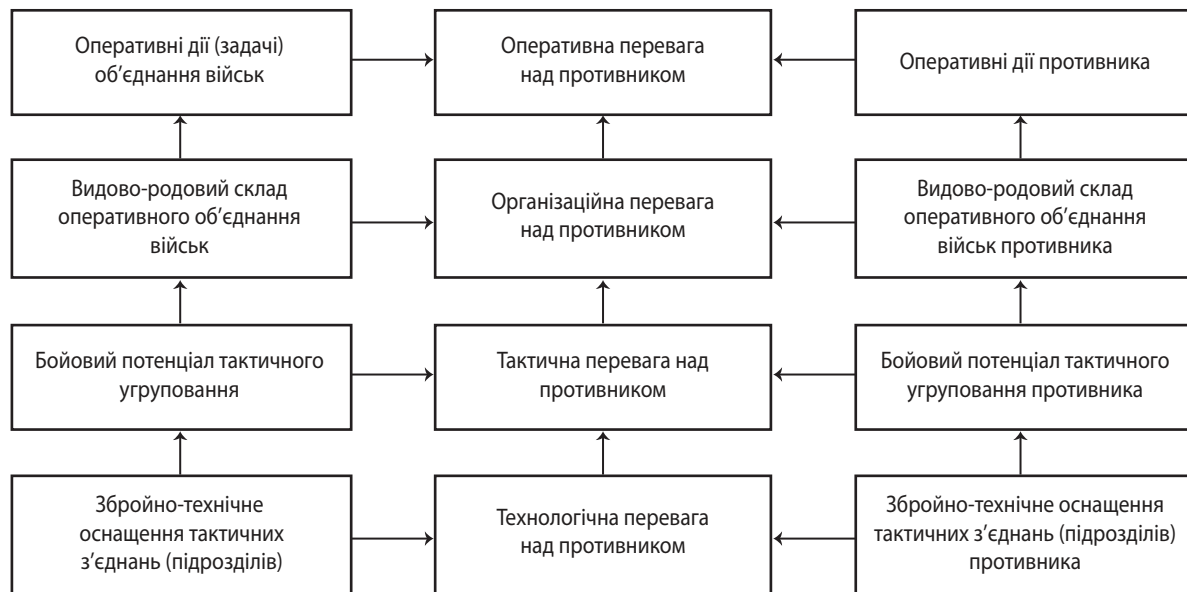 Оперативні дії (задачі)
об’єднання військ
Оперативна перевага
над противником
Оперативні дії противника
Видово-родовий склад
оперативного об’єднання
військ
Організаційна перевага
над противником
Видово-родовий склад
оперативного об’єднання
військ противника
Бойовий потенціал тактичного
угруповання
Тактична перевага над
противником
Бойовий потенціал тактичного
угруповання противника
Збройно-технічне
оснащення тактичних
з’єднань (підрозділів)
Технологічна перевага
над противником
Збройно-технічне оснащення
тактичних з’єднань (підрозділів)
противника